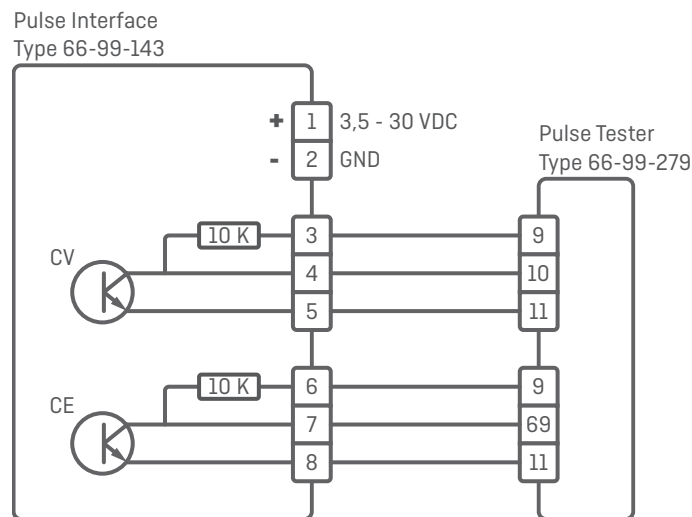 Pulse Interface
Type 66-99-143
+ 1 3,5 - 30 VDC
- 2 GND
Pulse Tester
Type 66-99-279
10 K 3 9
CV 4 10
5 11
10 K 6 9
CE 7 69
8 11